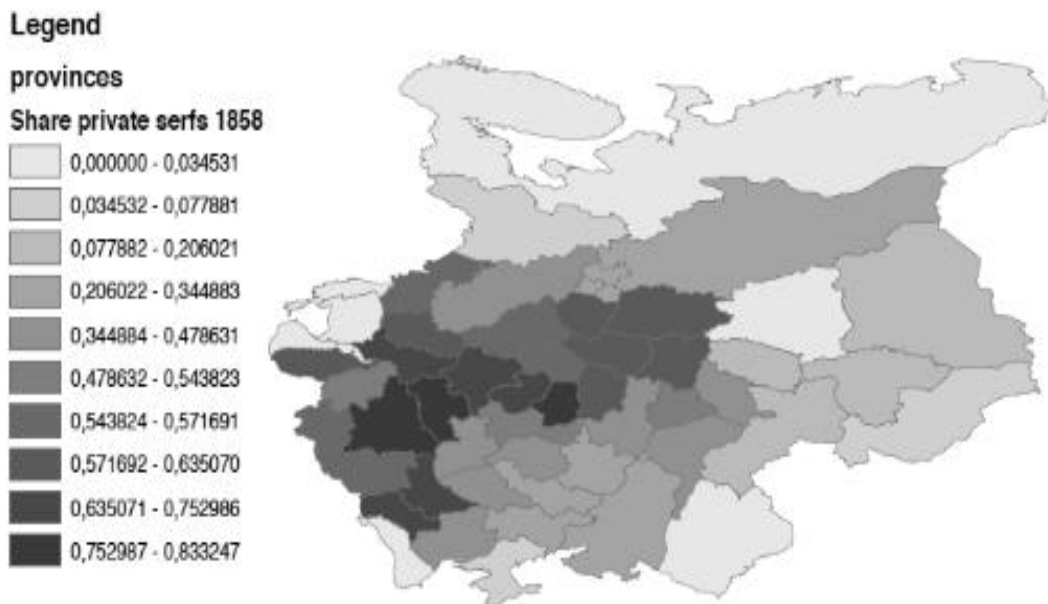 Legend
provinces
Share private serfs 1858
0,000000 - 0,034531
0,034532 - 0,077881
0,077882 - 0,206021
0,206022 - 0,344883
0,344884 - 0,478631
0,478632 - 0,543823
0,543824 - 0,571691
0,571692 - 0,635070
0,635071 - 0,752986
0,752987 - 0,833247